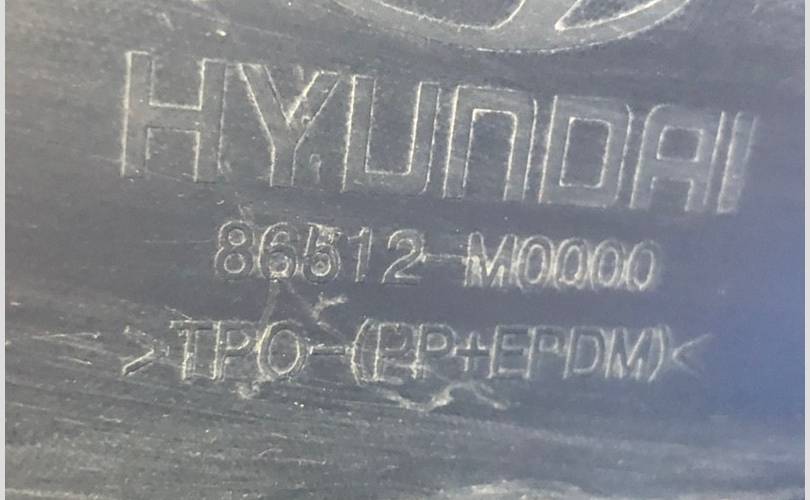 HYUNDAI
86512-M0000
>TPO-(PP+EPDM)<